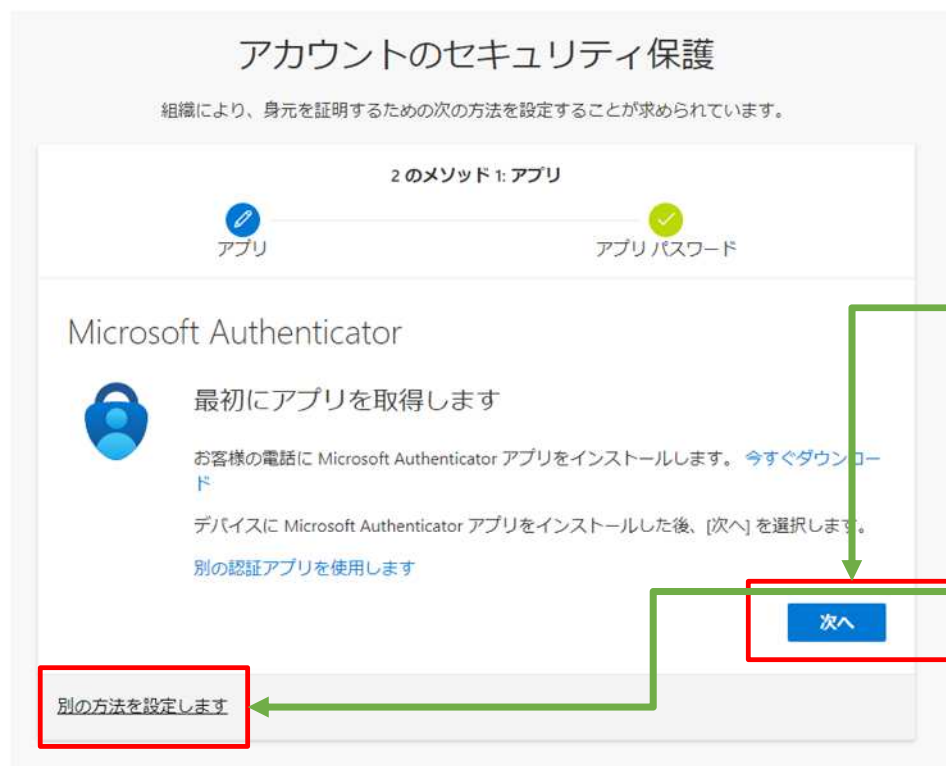 アカウントのセキュリティ保護
組織により、身元を証明するための次の方法を設定することが求められています。
2 のメソッド 1: アプリ
アプリ
アプリ パスワード
Microsoft Authenticator
最初にアプリを取得します
お客様の電話に Microsoft Authenticator アプリをインストールします。 今すぐダウンロー
ド
デバイスに Microsoft Authenticator アプリをインストールした後、[次へ] を選択します。
別の認証アプリを使用します
次へ
別の方法を設定します